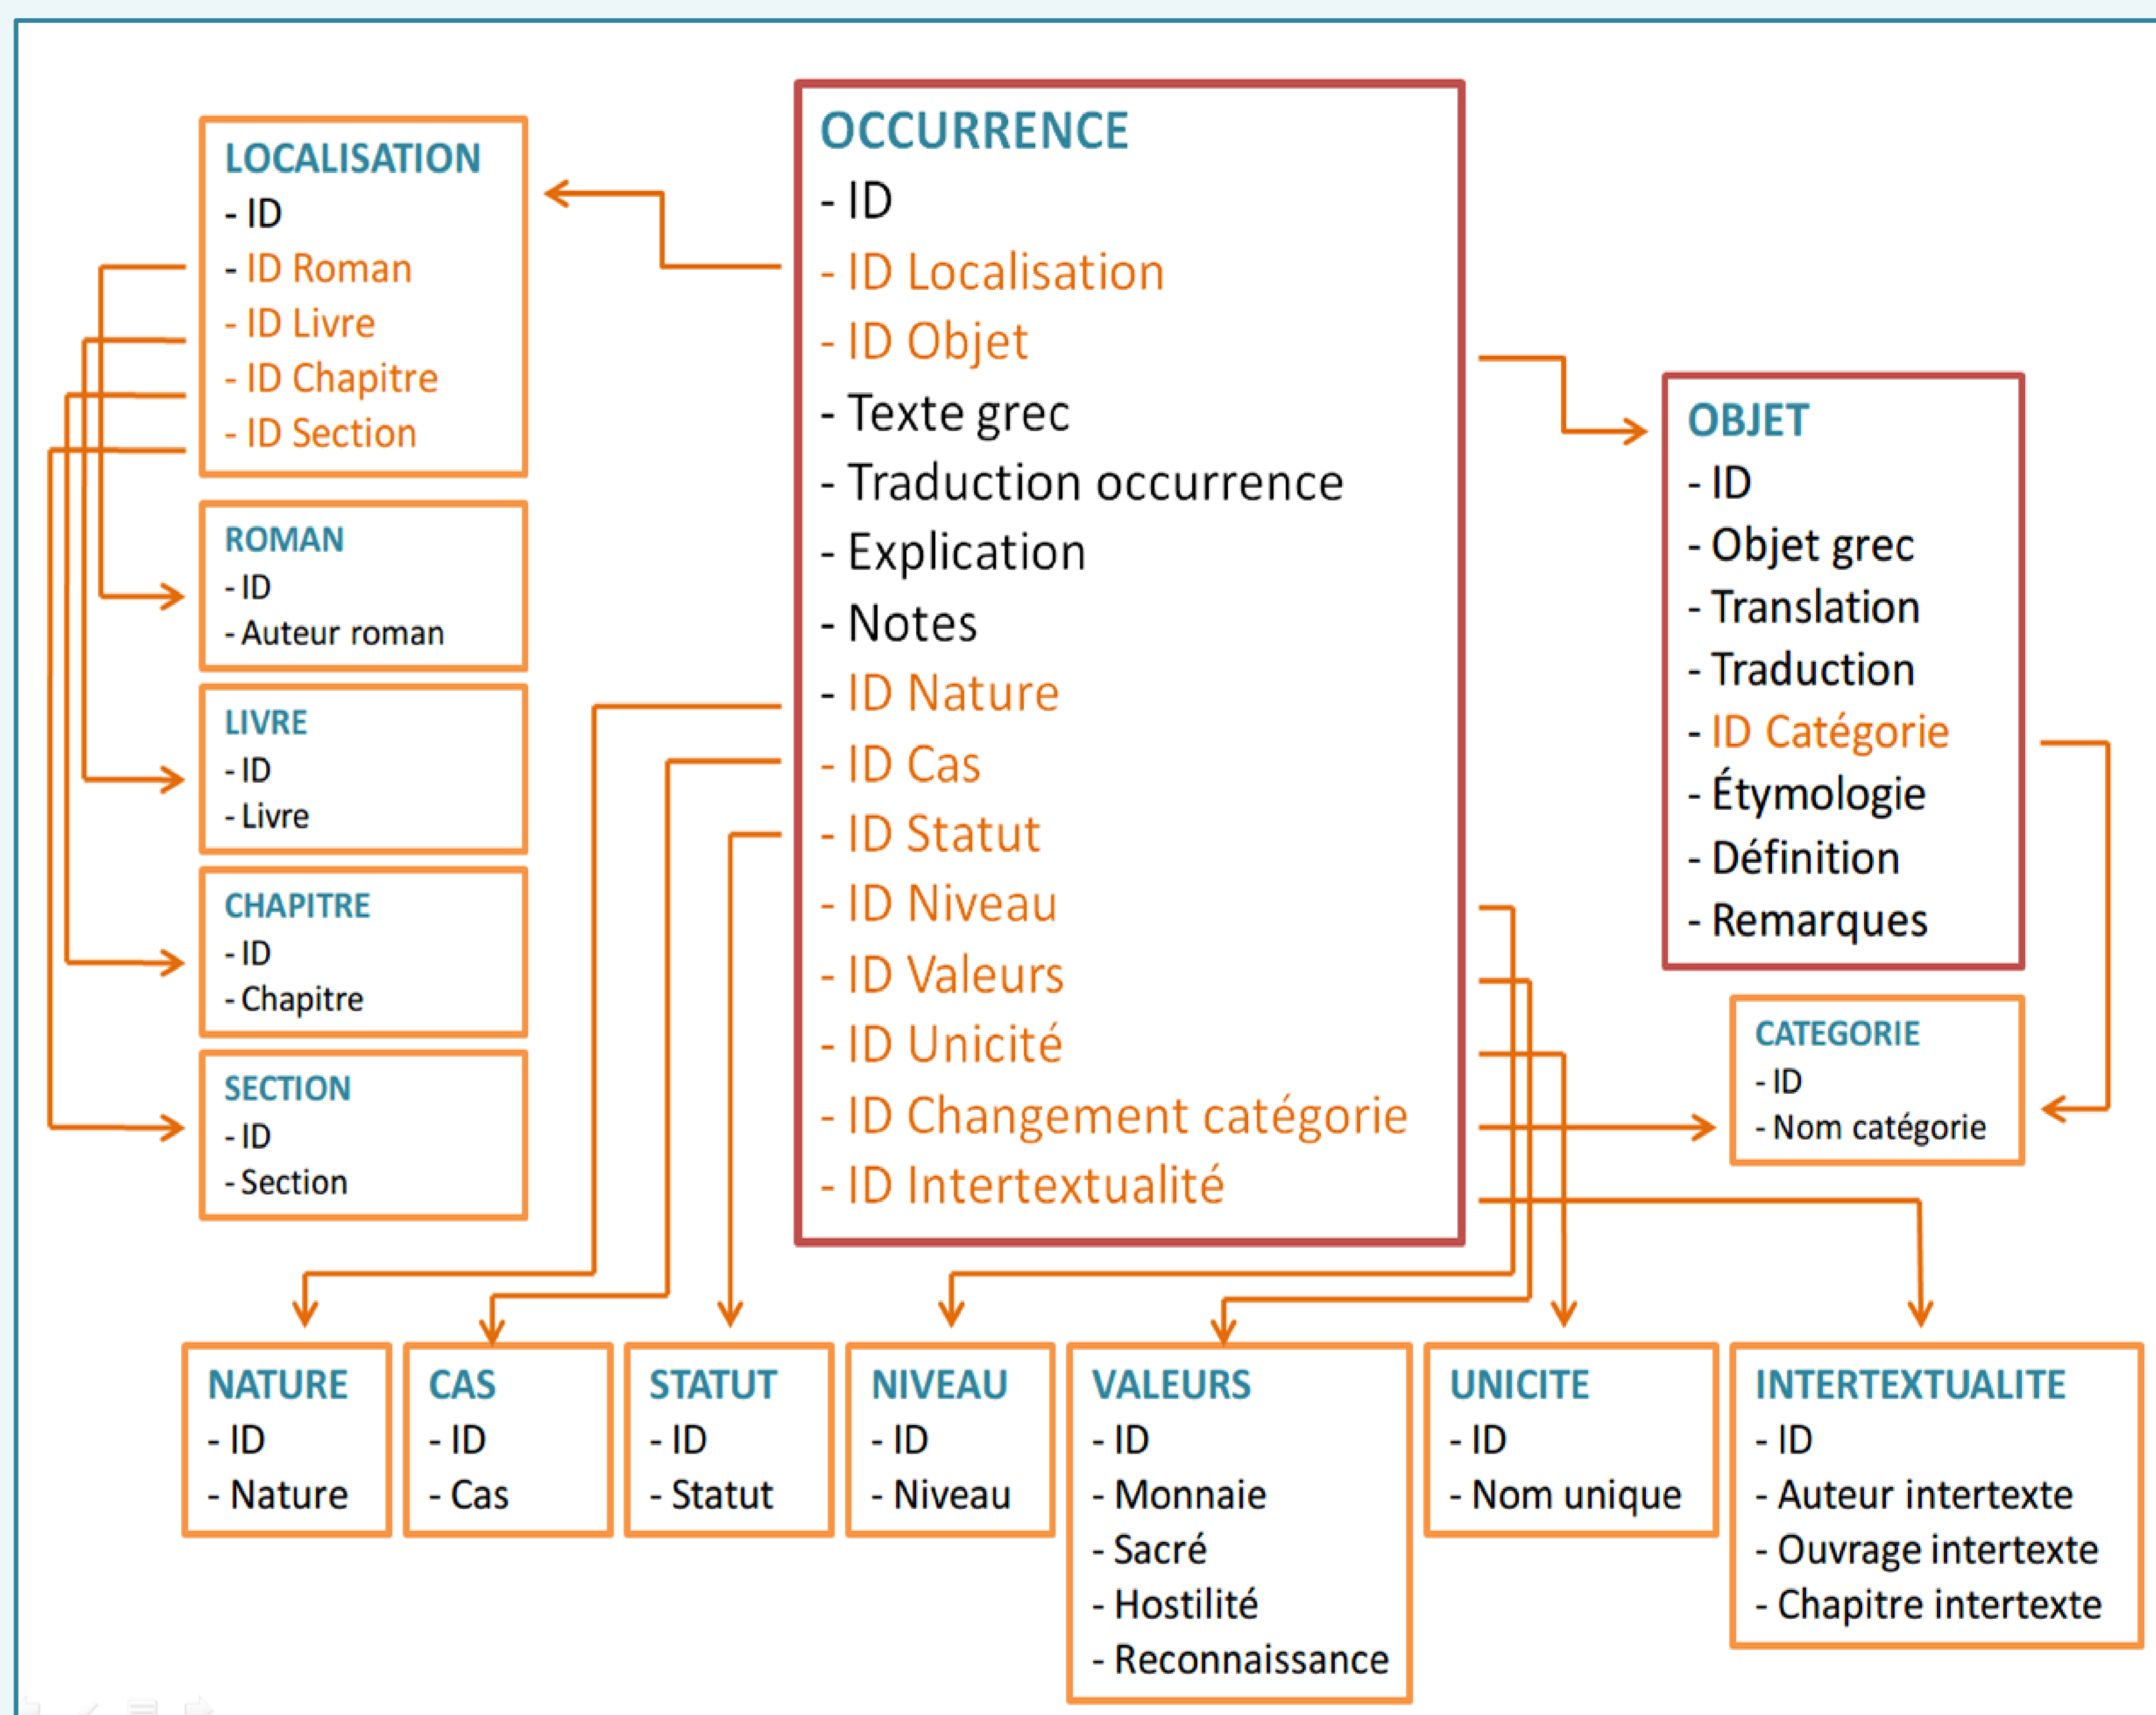 LOCALISATION
- ID
- ID Roman
- ID Livre
- ID Chapitre
- ID Section
ROMAN
- ID
- Auteur roman
LIVRE
- ID
- Livre
CHAPITRE
- ID
- Chapitre
SECTION
- ID
- Section
OCCURRENCE
- ID
- ID Localisation
- ID Objet
- Texte grec
- Traduction occurrence
- Explication
- Notes
- ID Nature
- ID Cas
- ID Statut
- ID Niveau
- ID Valeurs
- ID Unicité
- ID Changement catégorie
- ID Intertextualité
OBJET
- ID
- Objet grec
- Translation
- Traduction
- ID Catégorie
- Étymologie
- Définition
- Remarques
CATEGORIE
- ID
- Nom catégorie
NATURE
- ID
- Nature
CAS
- ID
- Cas
STATUT
- ID
- Statut
NIVEAU
- ID
- Niveau
VALEURS
- ID
- Monnaie
- Sacré
- Hostilité
- Reconnaissance
UNICITE
- ID
- Nom unique
INTERTEXTUALITE
- ID
- Auteur intertexte
- Ouvrage intertexte
- Chapitre intertexte